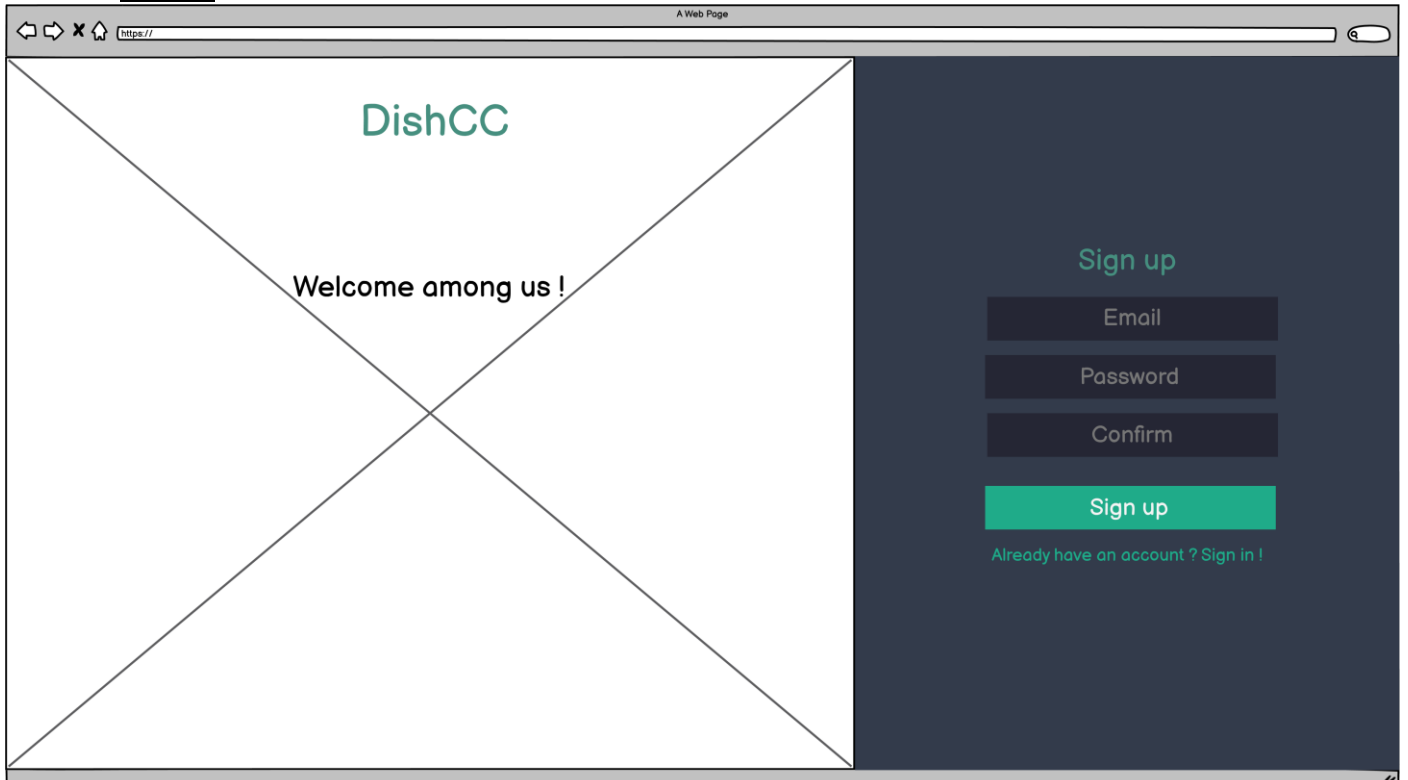 A Web Page
https://
DishCC
Welcome among us !
Sign up
Email
Password
Confirm
Sign up
Already have an account ? Sign in !